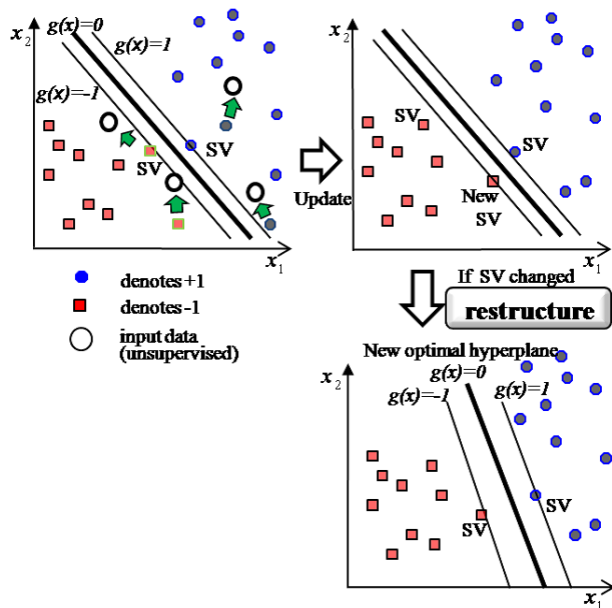 g(x)=0
x2
g(x)=1
g(x)=-1
SV
SV
x1
Update
x2
SV
SV
New
SV
x1
denotes+1
denotes-1
input data
(unsupervised)
If SV changed
restructure
New optimal hyperplane
g(x)=0
x2
g(x)=-1
g(x)=1
SV
SV
x1